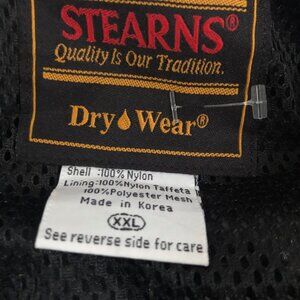 STEARNS®
Quality Is Our Tradition.
Dry Wear®
Shell :100% Nylon
Lining:100%Nylon Taffeta
100%Polyester Mesh
Made in Korea
XXL
See reverse side for care